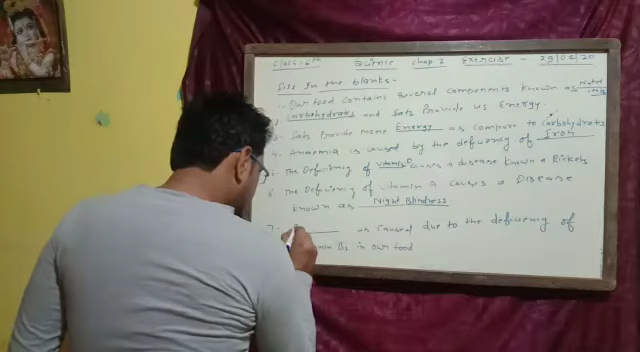 Class-6th Science Chap 2 Exercise - 29/06/20
Fill In the blanks-
1. Our food contains several components known as Nutri
2. Carbohydrates and fats Provide us Energy.
3. Fats Provide more Energy as compare to Carbohydrates
4. Anaemia is caused by the deficiency of Iron
5. The Deficiency of vitamin D causes a disease known a Rickets
6. The Deficiency of vitamin A causes a Disease
known as Night Blindness
7- is caused due to the deficiency of
min B1 in our food